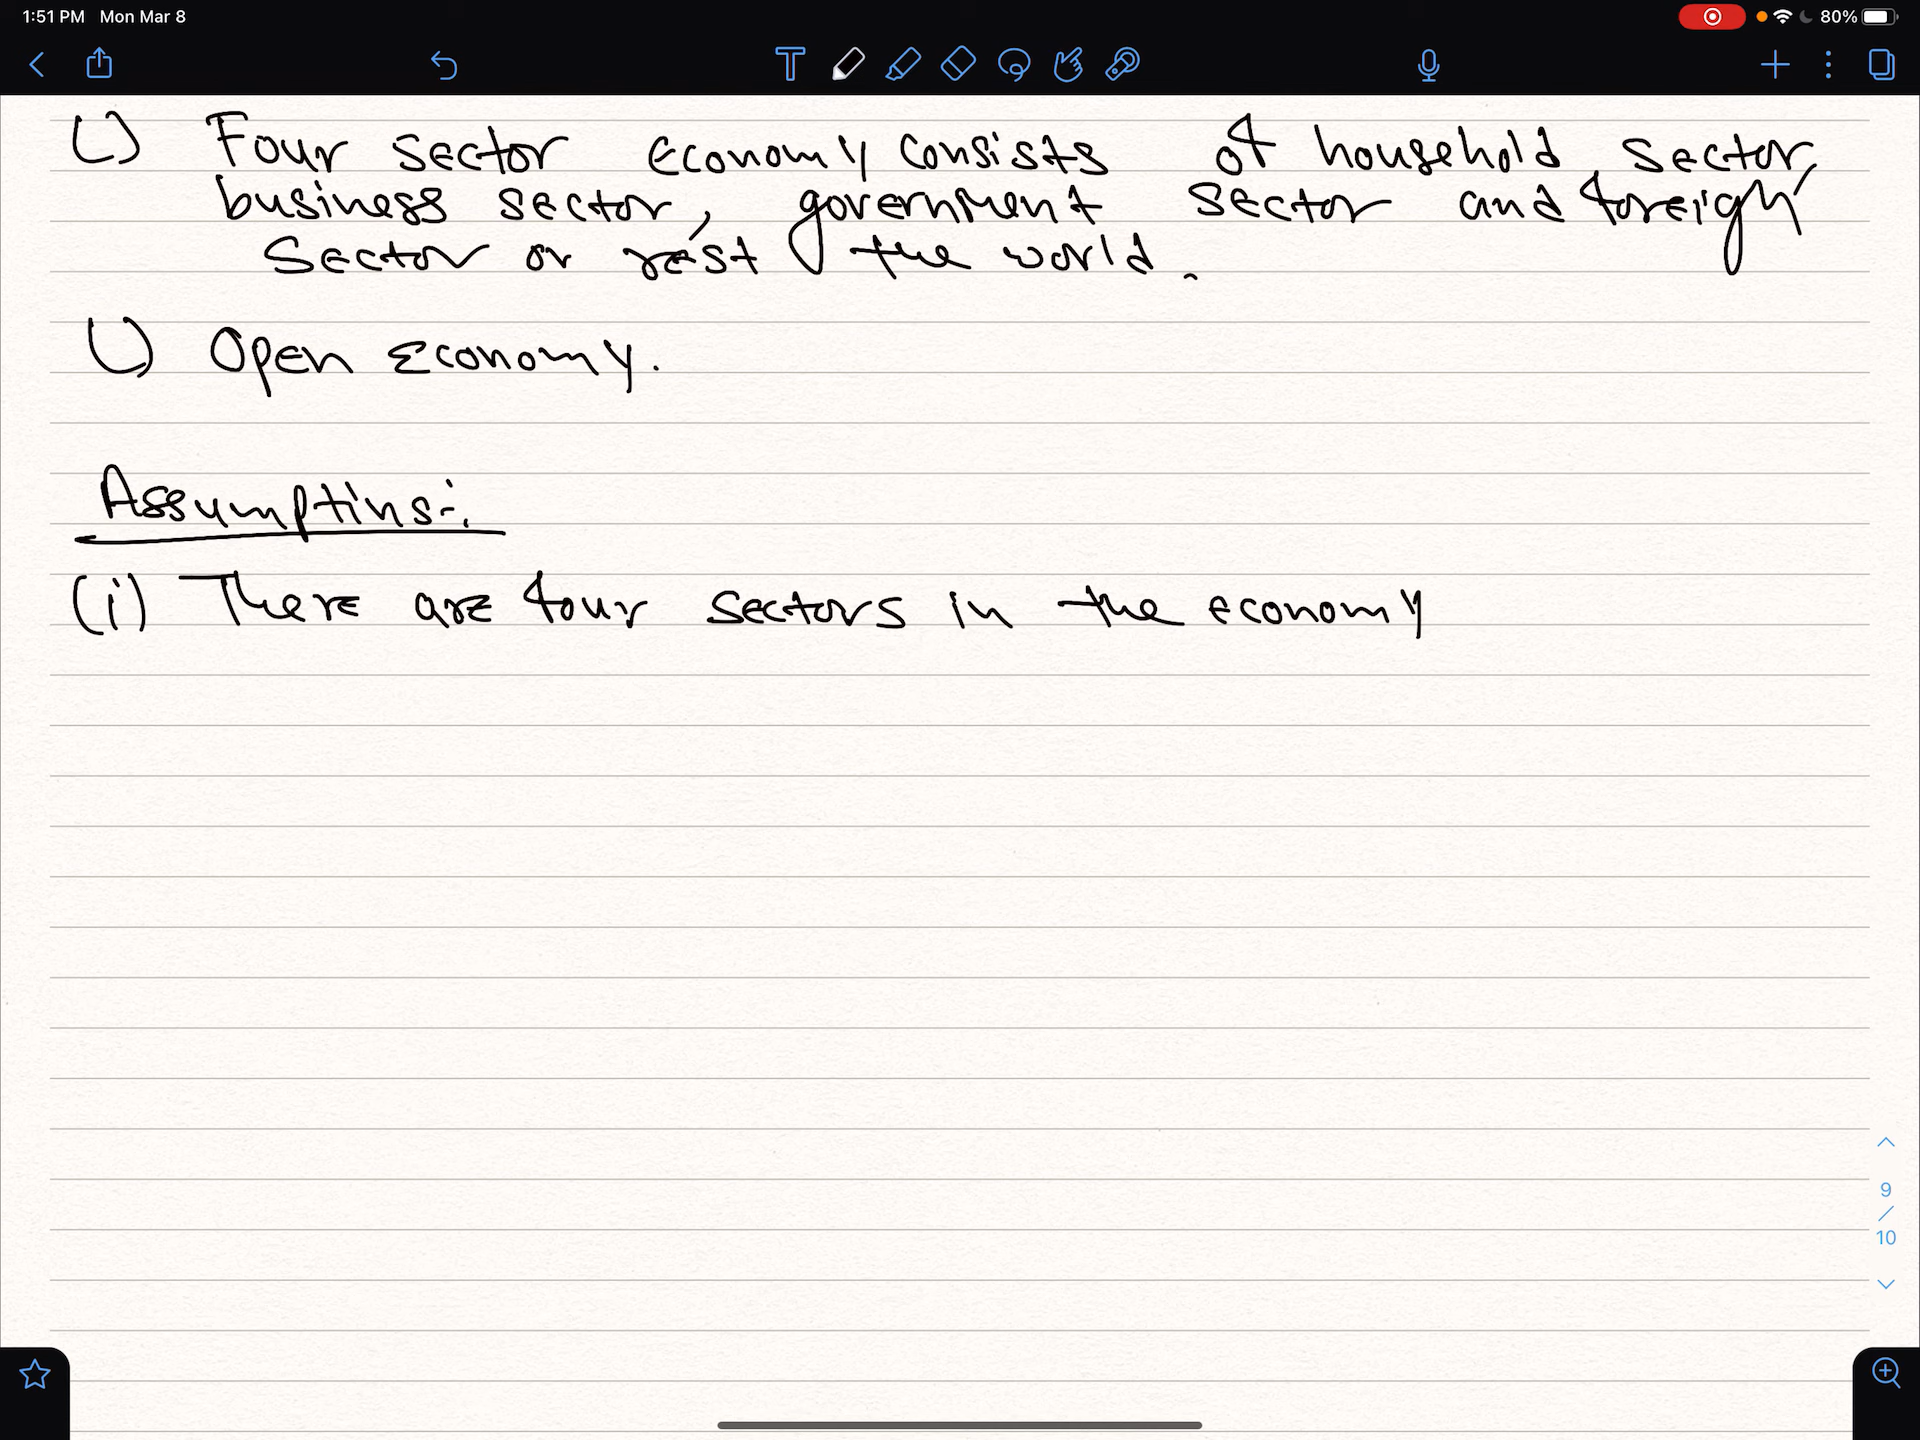 1:51 PM Mon Mar 8 80%
() Four sector economy consists of household sector,
business sector, government sector and foreign
sector or rest of the world.
() Open Economy.
Assumptins:-
(i) There are four sectors in the economy
9
/
10